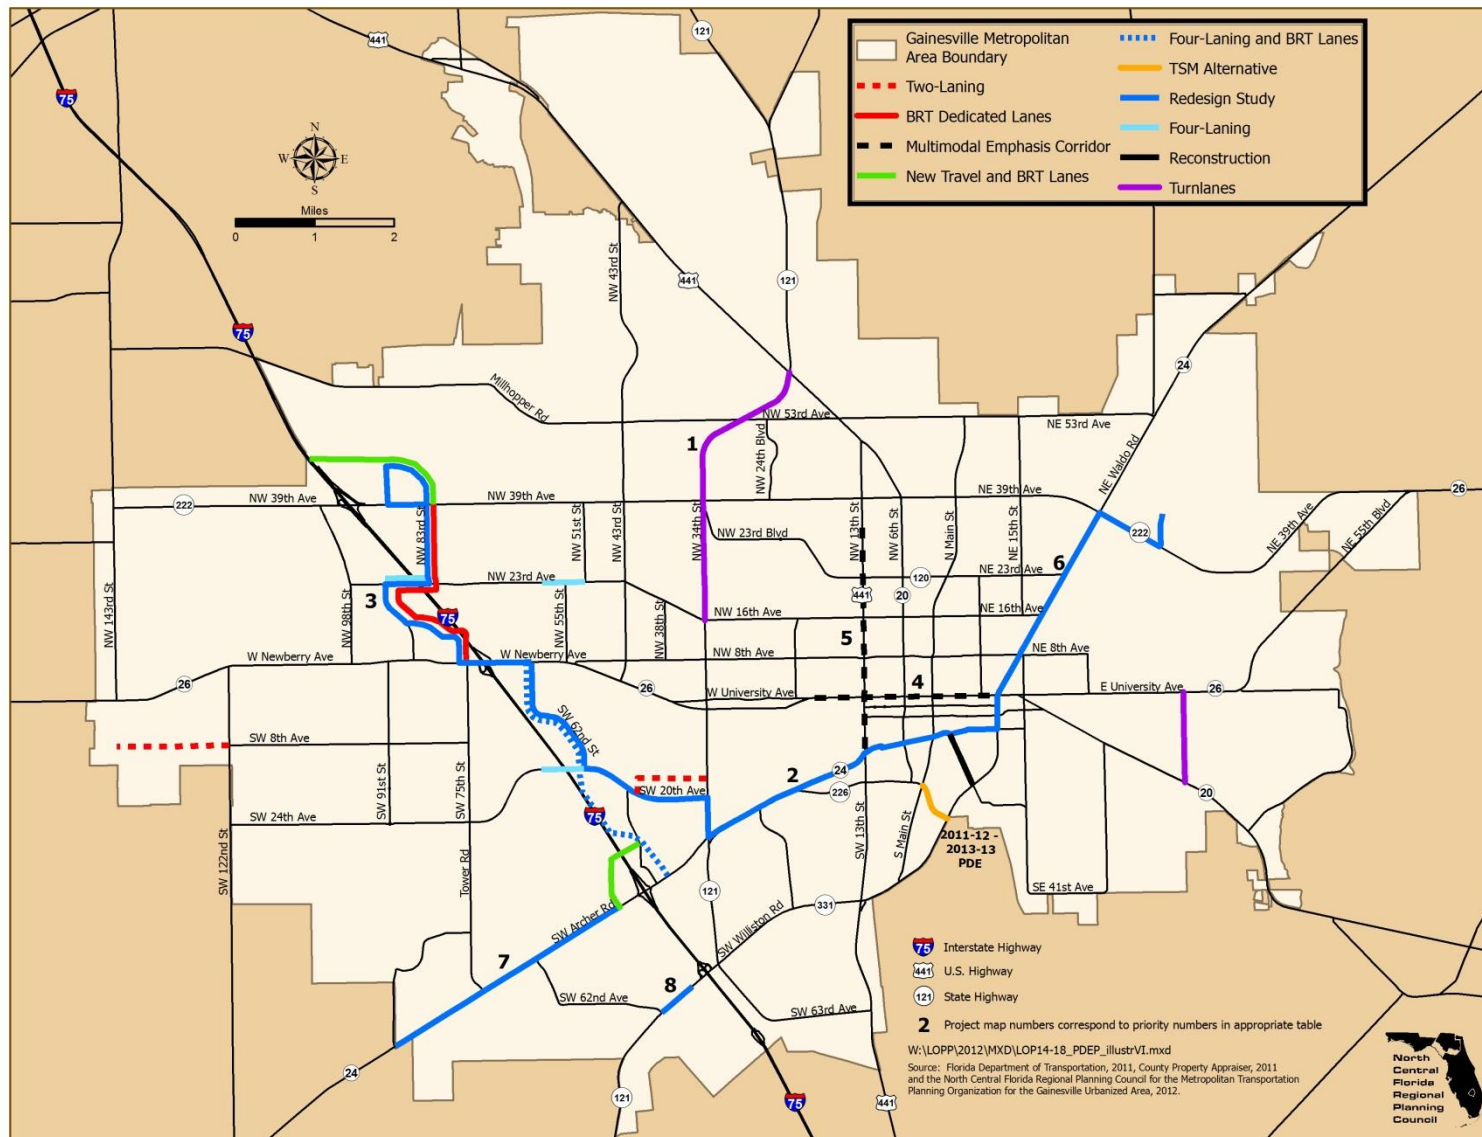 441
121
75
N
W
E
S
Miles
0 1 2
Gainesville Metropolitan
Area Boundary
Two-Laning
BRT Dedicated Lanes
Multimodal Emphasis Corridor
New Travel and BRT Lanes
Four-Laning and BRT Lanes
TSM Alternative
Redesign Study
Four-Laning
Reconstruction
Turnlanes
NW 43rd St
441
121
75
24
Millhopper Rd
NW 53rd Ave
NE 53rd Ave
1
NW 24th Blvd
NE Waldo Rd
222
NW 39th Ave
NW 39th Ave
NE 39th Ave
26
NW 83rd St
NW 51st St
NW 43rd St
NW 34th St
NW 23rd Blvd
NW 13th St
NW 6th St
N Main St
NE 15th St
222
NE 39th Ave
NE 55th Blvd
NW 143rd St
NW 98th St
3
NW 23rd Ave
120
NE 23rd Ave
6
75
NW 55th St
NW 38th St
NW 16th Ave
441
20
NE 16th Ave
5
W Newberry Ave
W Newberry Ave
NW 8th Ave
NE 8th Ave
26
26
W University Ave
4
E University Ave
26
SW 62nd St
SW 8th Ave
SW 91st St
SW 75th St
2
24
226
SW 20th Ave
20
SW 24th Ave
75
SW 122nd St
Tower Rd
SW 13th St
S Main St
2011-12 -
2013-13
PDE
121
331
SE 41st Ave
SW Archer Rd
SW Williston Rd
7
8
SW 62nd Ave
SW 63rd Ave
24
121
75
441
75
Interstate Highway
441
U.S. Highway
121
State Highway
2 Project map numbers correspond to priority numbers in appropriate table
W:\LOPP\2012\MXD\LOP14-18_PDEP_illustrVI.mxd
Source: Florida Department of Transportation, 2011, County Property Appraiser, 2011
and the North Central Florida Regional Planning Council for the Metropolitan Transportation
Planning Organization for the Gainesville Urbanized Area, 2012.
North
Central
Florida
Regional
Planning
Council